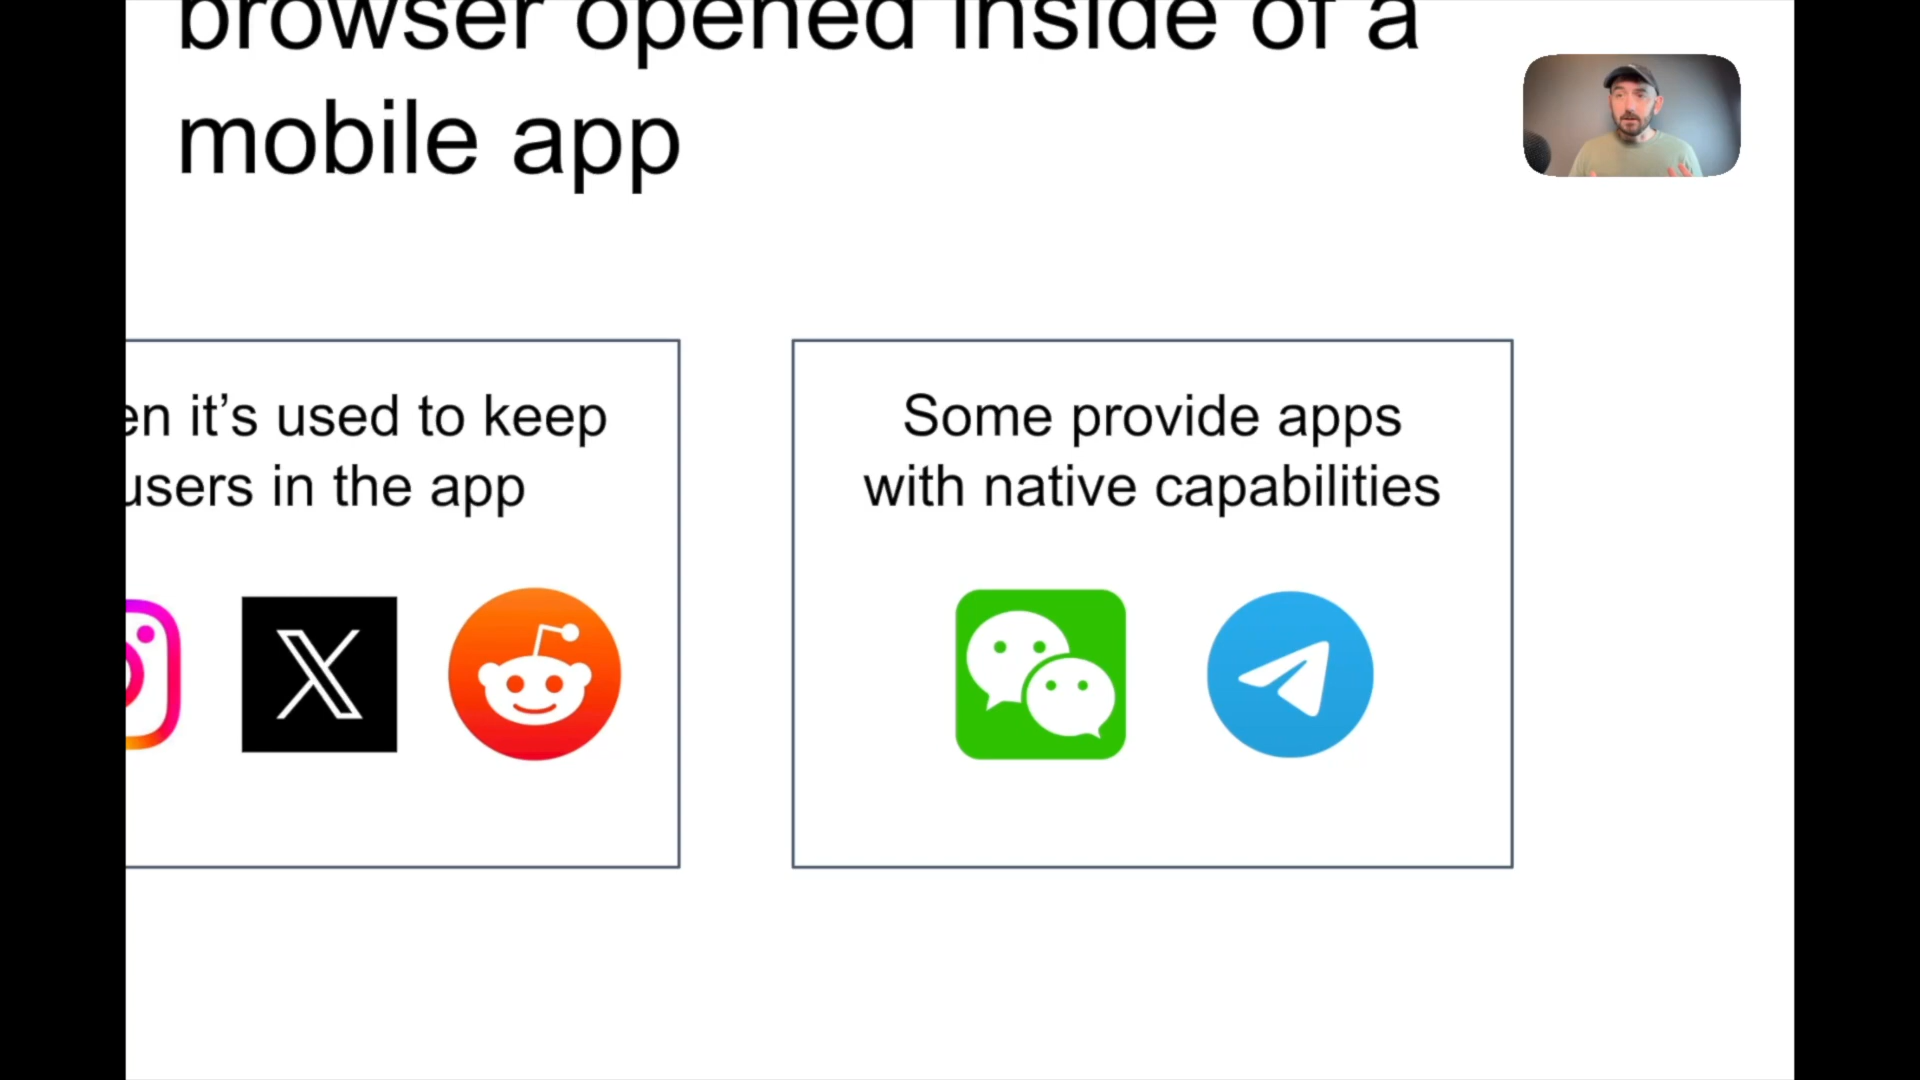 browser opened inside of a
mobile app
en it’s used to keep
users in the app
Some provide apps
with native capabilities